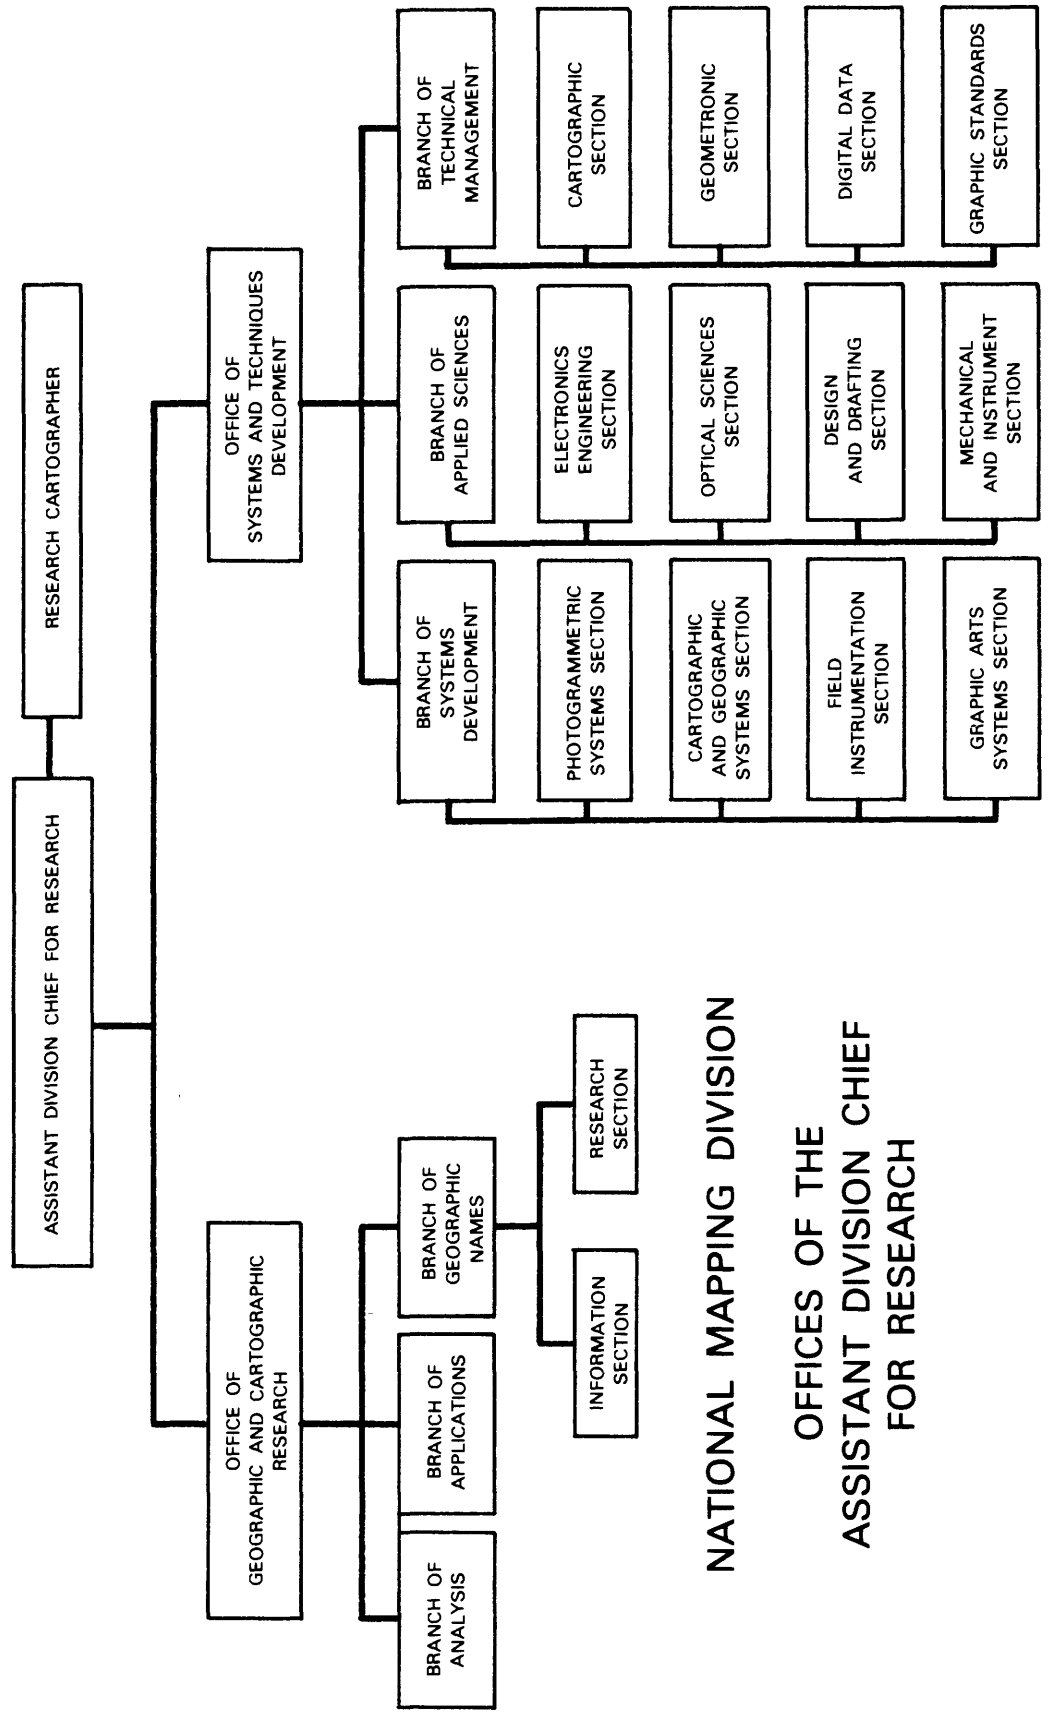 ASSISTANT DIVISION CHIEF FOR RESEARCH
RESEARCH CARTOGRAPHER
OFFICE OF
GEOGRAPHIC AND CARTOGRAPHIC
RESEARCH
OFFICE OF
SYSTEMS AND TECHNIQUES
DEVELOPMENT
BRANCH OF
ANALYSIS
BRANCH OF
APPLICATIONS
BRANCH OF
GEOGRAPHIC
NAMES
INFORMATION
SECTION
RESEARCH
SECTION
BRANCH OF
SYSTEMS
DEVELOPMENT
PHOTOGRAMMETRIC
SYSTEMS SECTION
CARTOGRAPHIC
AND GEOGRAPHIC
SYSTEMS SECTION
FIELD
INSTRUMENTATION
SECTION
GRAPHIC ARTS
SYSTEMS SECTION
BRANCH OF
APPLIED SCIENCES
ELECTRONICS
ENGINEERING
SECTION
OPTICAL SCIENCES
SECTION
DESIGN
AND DRAFTING
SECTION
MECHANICAL
AND INSTRUMENT
SECTION
BRANCH OF
TECHNICAL
MANAGEMENT
CARTOGRAPHIC
SECTION
GEOMETRONIC
SECTION
DIGITAL DATA
SECTION
GRAPHIC STANDARDS
SECTION
NATIONAL MAPPING DIVISION
OFFICES OF THE
ASSISTANT DIVISION CHIEF
FOR RESEARCH